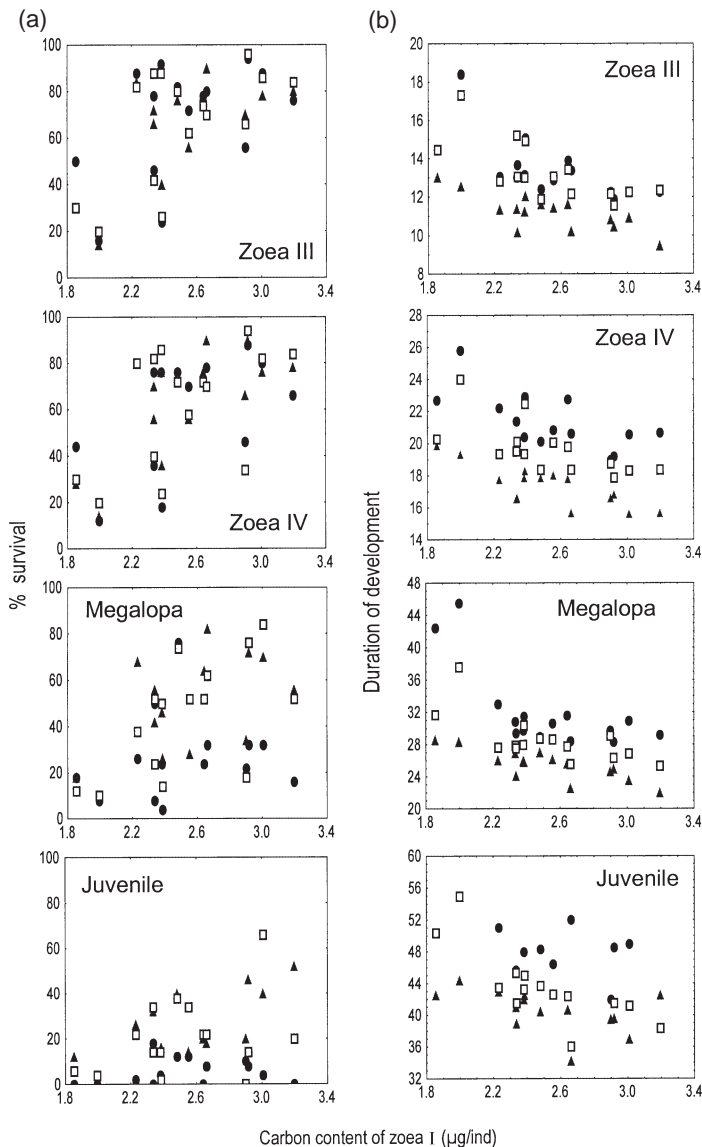 (a)
(b)
100
80
60
40
20
0
Zoea III
1.8 2.2 2.6 3.0 3.4
100
80
60
40
20
0
Zoea IV
1.8 2.2 2.6 3.0 3.4
100
80
60
40
20
0
Megalopa
1.8 2.2 2.6 3.0 3.4
100
80
60
40
20
0
Juvenile
1.8 2.2 2.6 3.0 3.4
% survival
20
18
16
14
12
10
8
Zoea III
1.8 2.2 2.6 3.0 3.4
28
26
24
22
20
18
16
14
Zoea IV
1.8 2.2 2.6 3.0 3.4
48
44
40
36
32
28
24
20
Megalopa
1.8 2.2 2.6 3.0 3.4
60
56
52
48
44
40
36
32
Juvenile
1.8 2.2 2.6 3.0 3.4
Duration of development
Carbon content of zoea I (µg/ind)